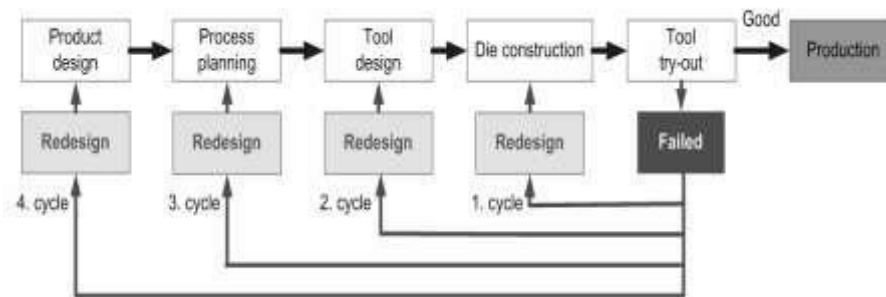 Good
Product
design
Process
planning
Tool
design
Die construction
Tool
try-out
Production
Redesign
Redesign
Redesign
Redesign
Failed
4. cycle
3. cycle
2. cycle
1. cycle